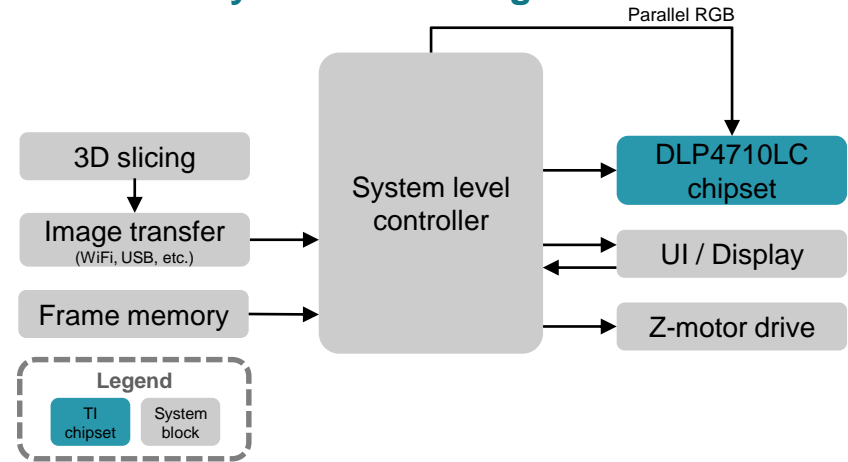 Parallel RGB
3D slicing
Image transfer
(WiFi, USB, etc.)
Frame memory
System level
controller
DLP4710LC
chipset
UI / Display
Z-motor drive
Legend
TI
chipset
System
block